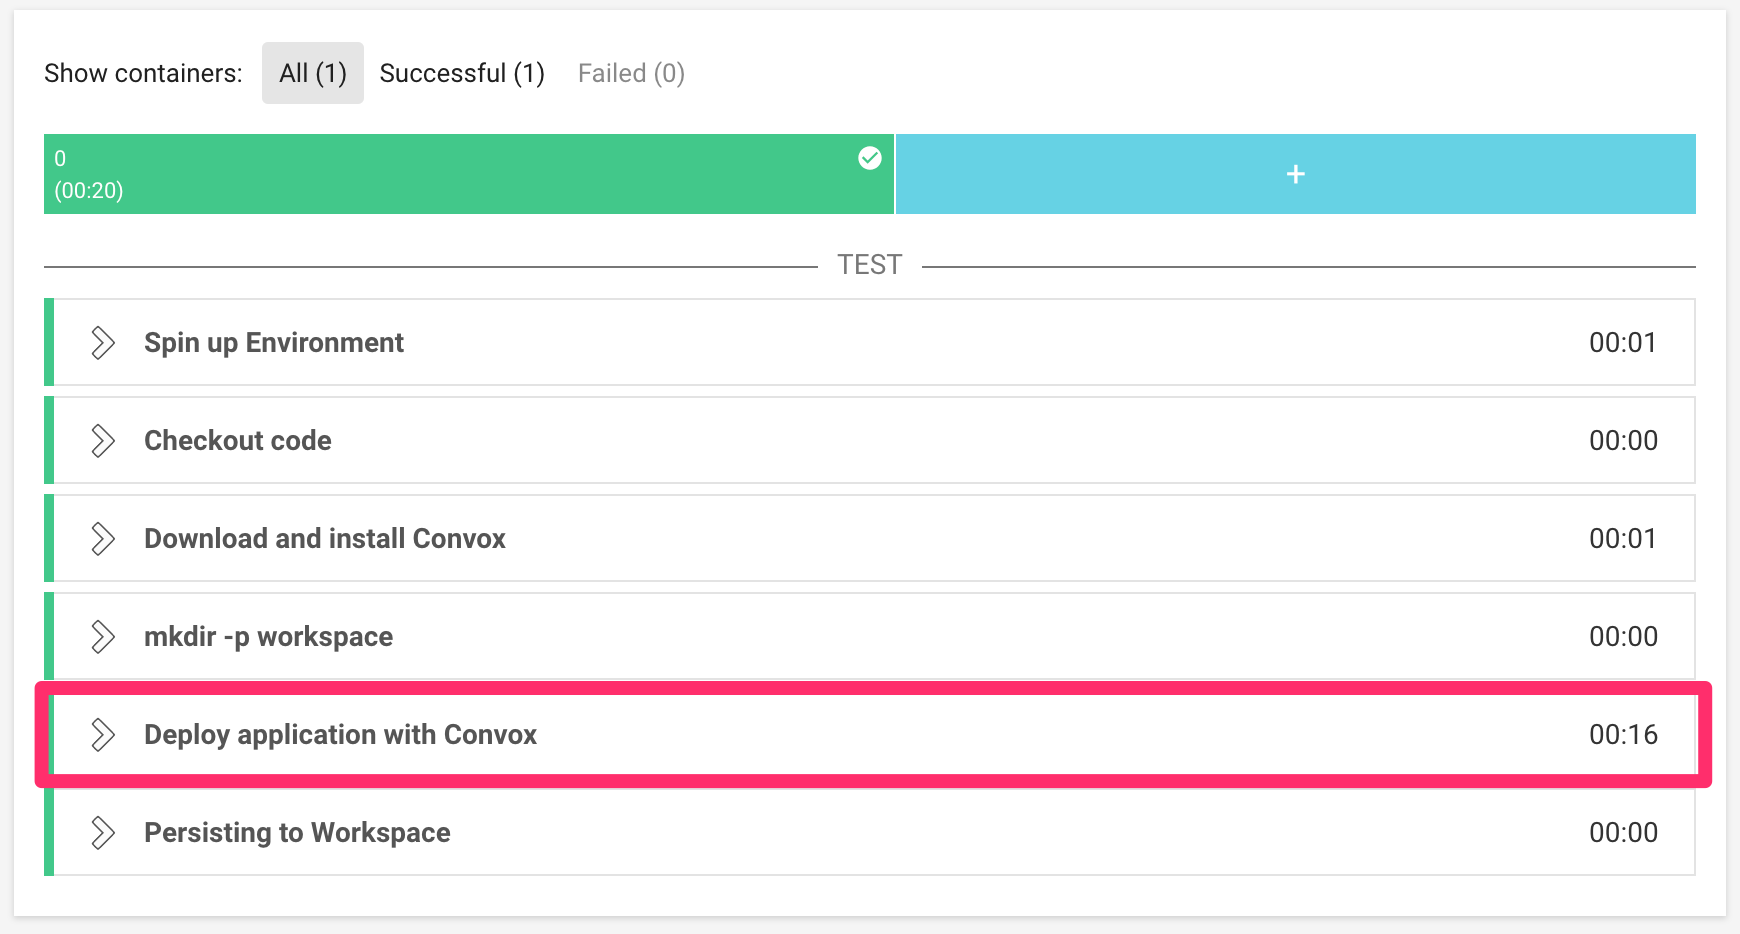 Show containers: All (1) Successful (1) Failed (0)
0
(00:20)
+
TEST
Spin up Environment 00:01
Checkout code 00:00
Download and install Convox 00:01
mkdir -p workspace 00:00
Deploy application with Convox 00:16
Persisting to Workspace 00:00